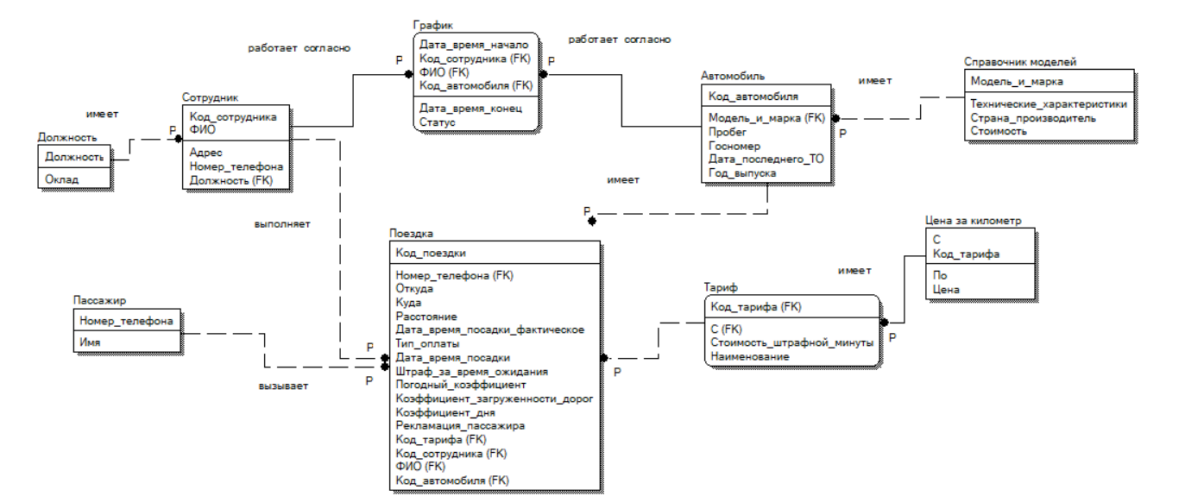 График
работает согласно
P
Дата_время_начало
Код_сотрудника (FK)
ФИО (FK)
Код_автомобиля (FK)
Дата_время_конец
Статус
P
работает согласно
Автомобиль
Код_автомобиля
Модель_и_марка (FK)
Пробег
Госномер
Дата_последнего_ТО
Год_выпуска
имеет
P
Справочник моделей
Модель_и_марка
Технические_характеристики
Страна_производитель
Стоимость
имеет
Должность
Должность
Оклад
P
Сотрудник
Код_сотрудника
ФИО
Адрес
Номер_телефона
Должность (FK)
выполняет
имеет
P
Поездка
Код_поездки
Номер_телефона (FK)
Откуда
Куда
Расстояние
Дата_время_посадки_фактическое
Тип_оплаты
Дата_время_посадки
Штраф_за_время_ожидания
Погодный_коэффициент
Коэффициент_загруженности_дорог
Коэффициент_дня
Рекламация_пассажира
Код_тарифа (FK)
Код_сотрудника (FK)
ФИО (FK)
Код_автомобиля (FK)
Пассажир
Номер_телефона
Имя
вызывает
P
P
P
Тариф
Код_тарифа (FK)
С (FK)
Стоимость_штрафной_минуты
Наименование
имеет
P
Цена за километр
С
Код_тарифа
По
Цена